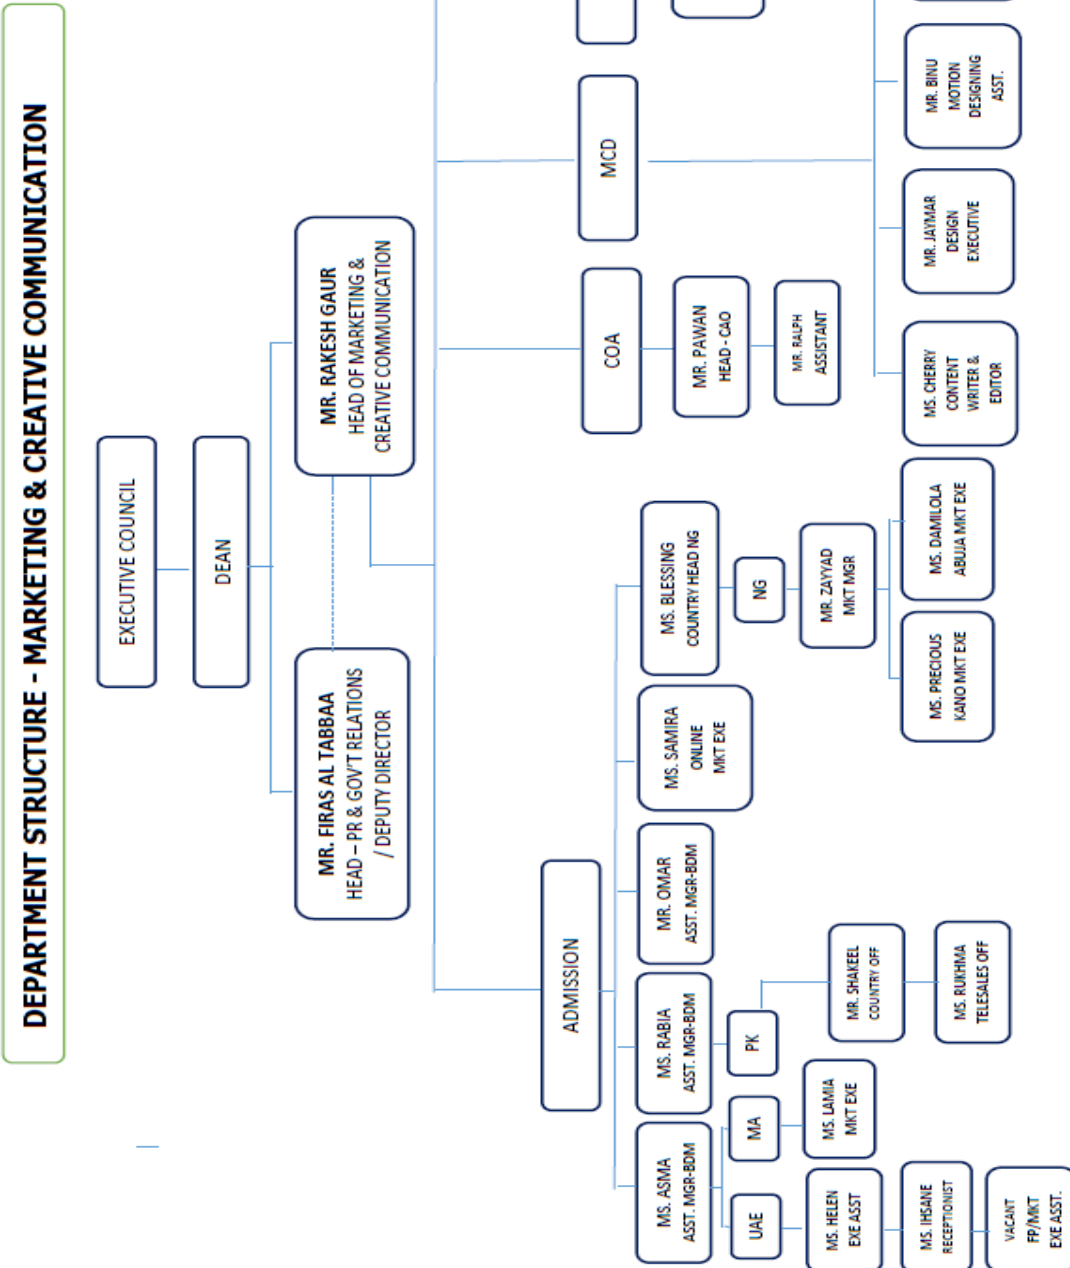 DEPARTMENT STRUCTURE - MARKETING & CREATIVE COMMUNICATION
EXECUTIVE COUNCIL
DEAN
MR. FIRAS AL TABBAA
HEAD – PR & GOV'T RELATIONS
/ DEPUTY DIRECTOR
MR. RAKESH GAUR
HEAD OF MARKETING &
CREATIVE COMMUNICATION
ADMISSION
COA
MCD
MS. ASMA
ASST. MGR-BDM
MS. RABIA
ASST. MGR-BDM
MR. OMAR
ASST. MGR-BDM
MS. SAMIRA
ONLINE
MKT EXE
MS. BLESSING
COUNTRY HEAD NG
MR. PAWAN
HEAD - CAO
UAE
MA
PK
NG
MR. RALPH
ASSISTANT
MS. HELEN
EXE ASST
MS. LAMIA
MKT EXE
MR. SHAKEEL
COUNTRY OFF
MR. ZAYYAD
MKT MGR
MS. IHSANE
RECEPTIONIST
MS. RUKHMA
TELESALES OFF
MS. PRECIOUS
KANO MKT EXE
MS. DAMILOLA
ABUJA MKT EXE
MS. CHERRY
CONTENT
WRITER &
EDITOR
MR. JAYMAR
DESIGN
EXECUTIVE
MR. BINU
MOTION
DESIGNING
ASST.
VACANT
FP/MKT
EXE ASST.